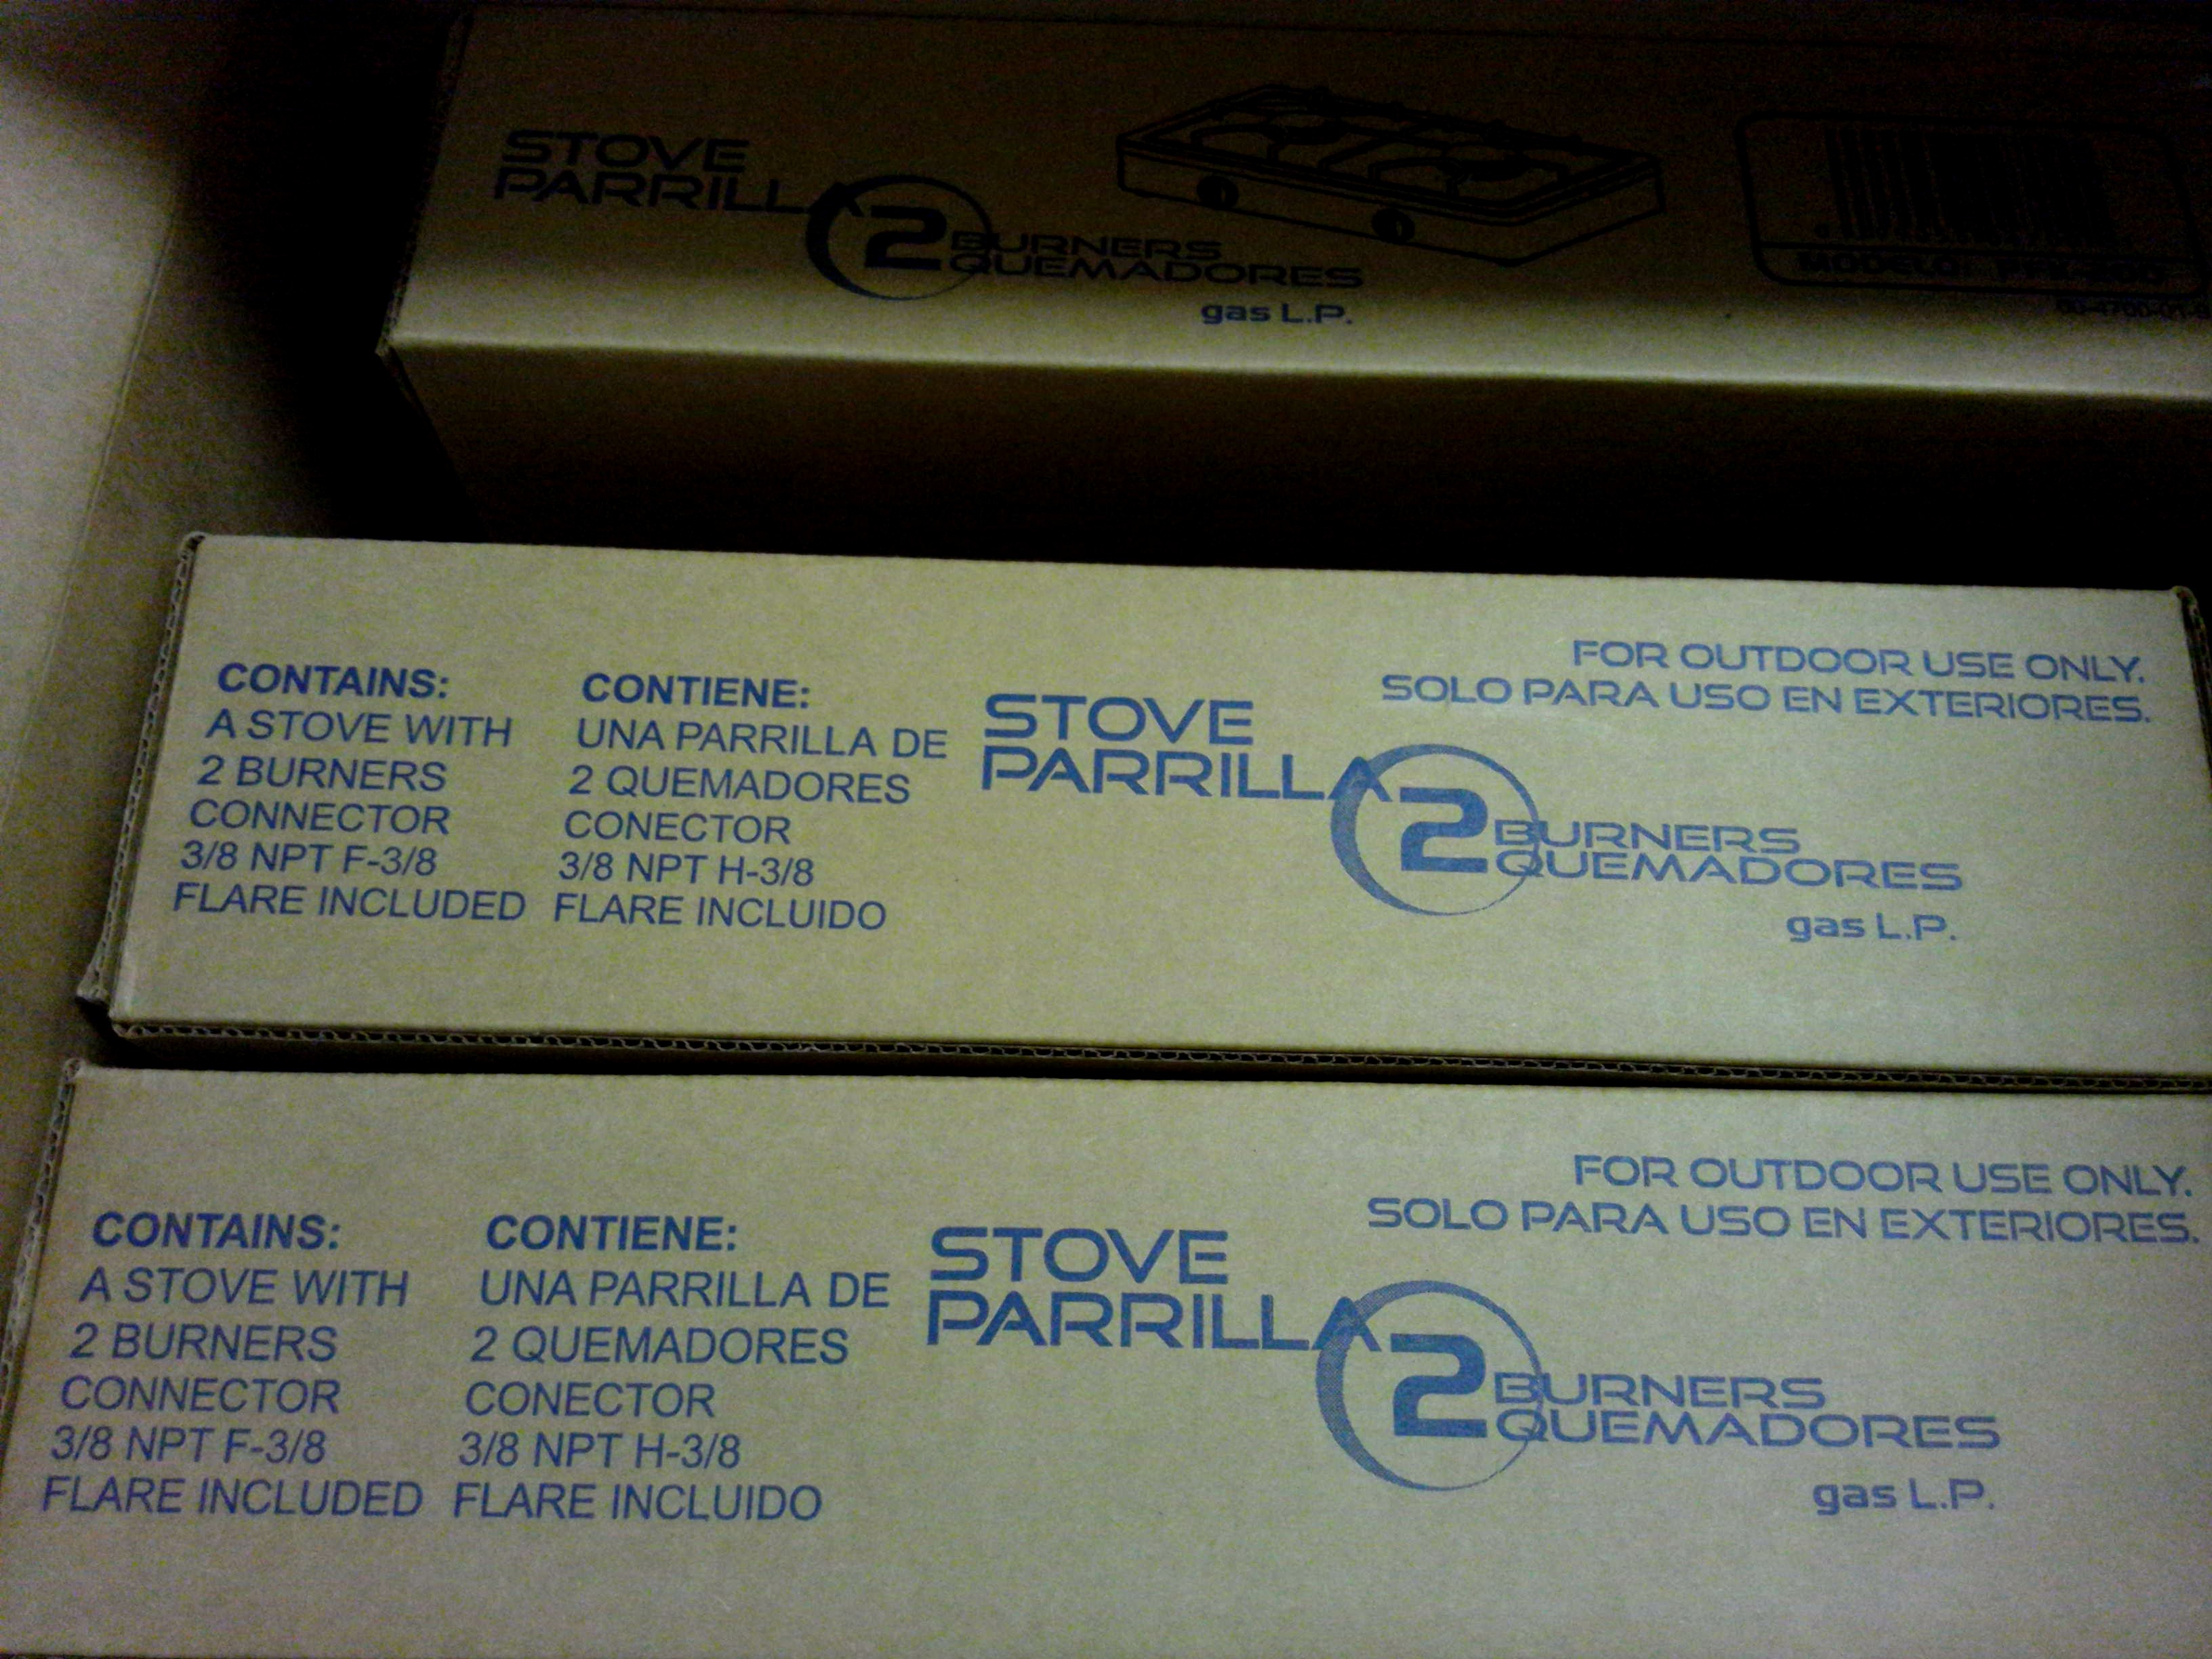 STOVE
PARRILLA
2 BURNERS
QUEMADORES
gas L.P.
MODELO:
CONTAINS:
A STOVE WITH
2 BURNERS
CONNECTOR
3/8 NPT F-3/8
FLARE INCLUDED
CONTIENE:
UNA PARRILLA DE
2 QUEMADORES
CONECTOR
3/8 NPT H-3/8
FLARE INCLUIDO
STOVE
PARRILLA
2 BURNERS
QUEMADORES
gas L.P.
FOR OUTDOOR USE ONLY.
SOLO PARA USO EN EXTERIORES.
CONTAINS:
A STOVE WITH
2 BURNERS
CONNECTOR
3/8 NPT F-3/8
FLARE INCLUDED
CONTIENE:
UNA PARRILLA DE
2 QUEMADORES
CONECTOR
3/8 NPT H-3/8
FLARE INCLUIDO
STOVE
PARRILLA
2 BURNERS
QUEMADORES
gas L.P.
FOR OUTDOOR USE ONLY.
SOLO PARA USO EN EXTERIORES.